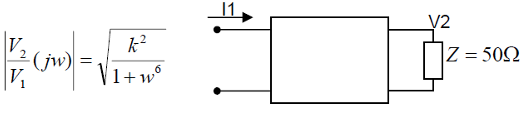 |V₂/V₁ (jw)| = √(k²/(1+w⁶))
I1
V2
Z = 50Ω